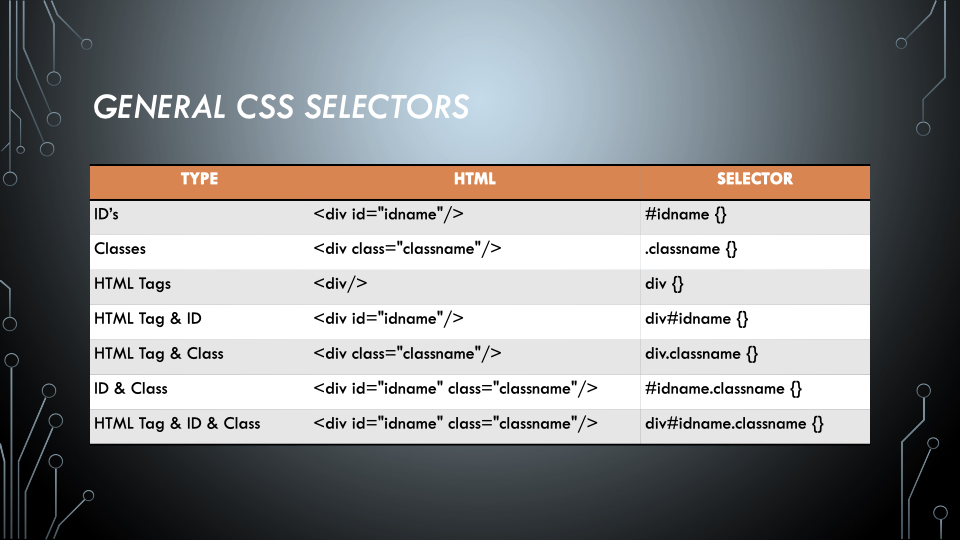 GENERAL CSS SELECTORS
TYPE HTML SELECTOR
ID's <div id="idname"/> #idname {}
Classes <div class="classname"/> .classname {}
HTML Tags <div/> div {}
HTML Tag & ID <div id="idname"/> div#idname {}
HTML Tag & Class <div class="classname"/> div.classname {}
ID & Class <div id="idname" class="classname"/> #idname.classname {}
HTML Tag & ID & Class <div id="idname" class="classname"/> div#idname.classname {}